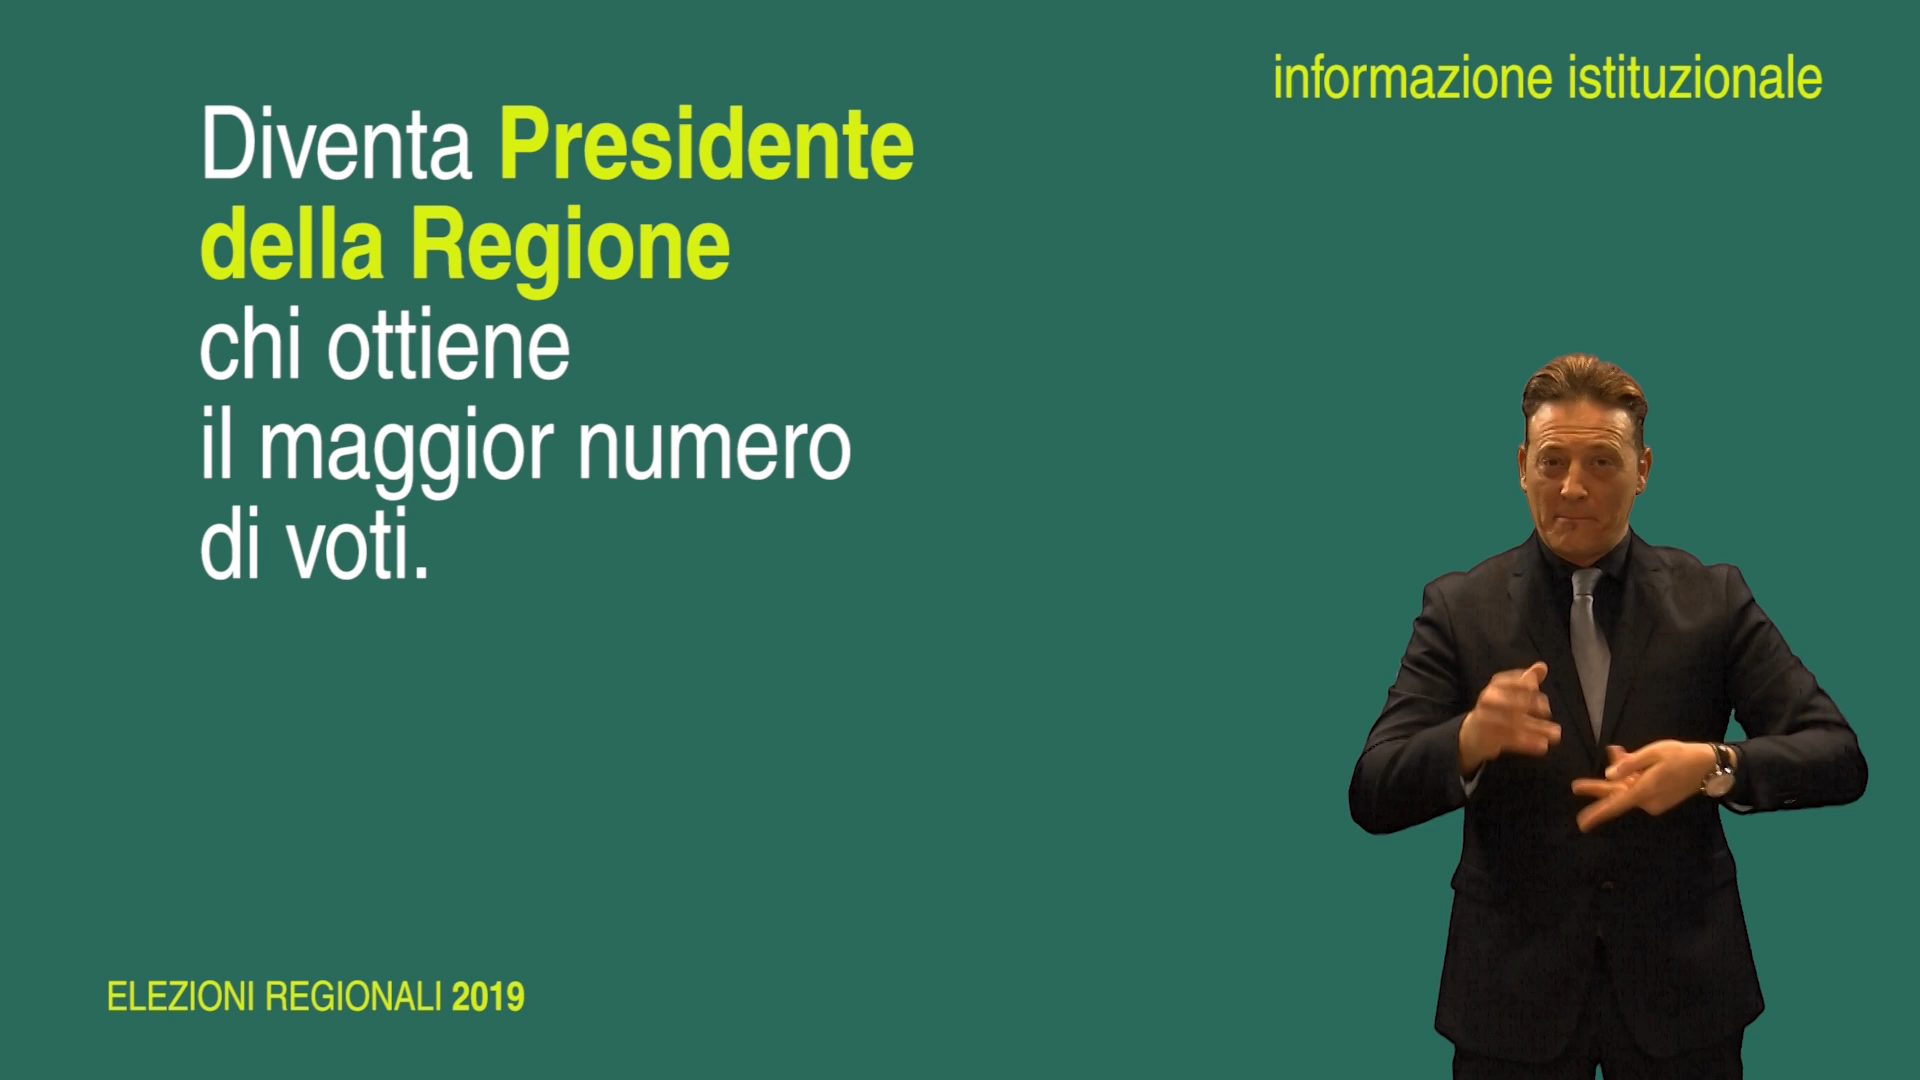 informazione istituzionale
Diventa Presidente
della Regione
chi ottiene
il maggior numero
di voti.
ELEZIONI REGIONALI 2019